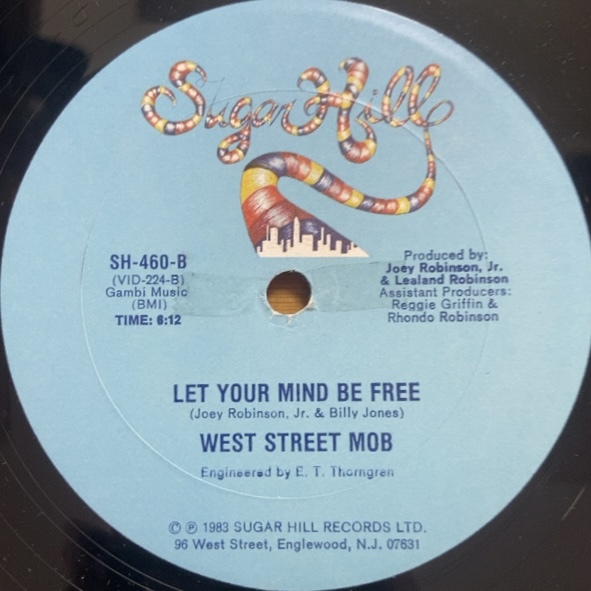 Sugar Hill
SH-460-B
(VID-224-B)
Gambi Music
(BMI)
TIME: 6:12
Produced by:
Joey Robinson, Jr.
& Lealand Robinson
Assistant Producers:
Reggie Griffin &
Rhondo Robinson
LET YOUR MIND BE FREE
(Joey Robinson, Jr. & Billy Jones)
WEST STREET MOB
Engineered by E. T. Thorngren
© ℗ 1983 SUGAR HILL RECORDS LTD.
96 West Street, Englewood, N.J. 07631